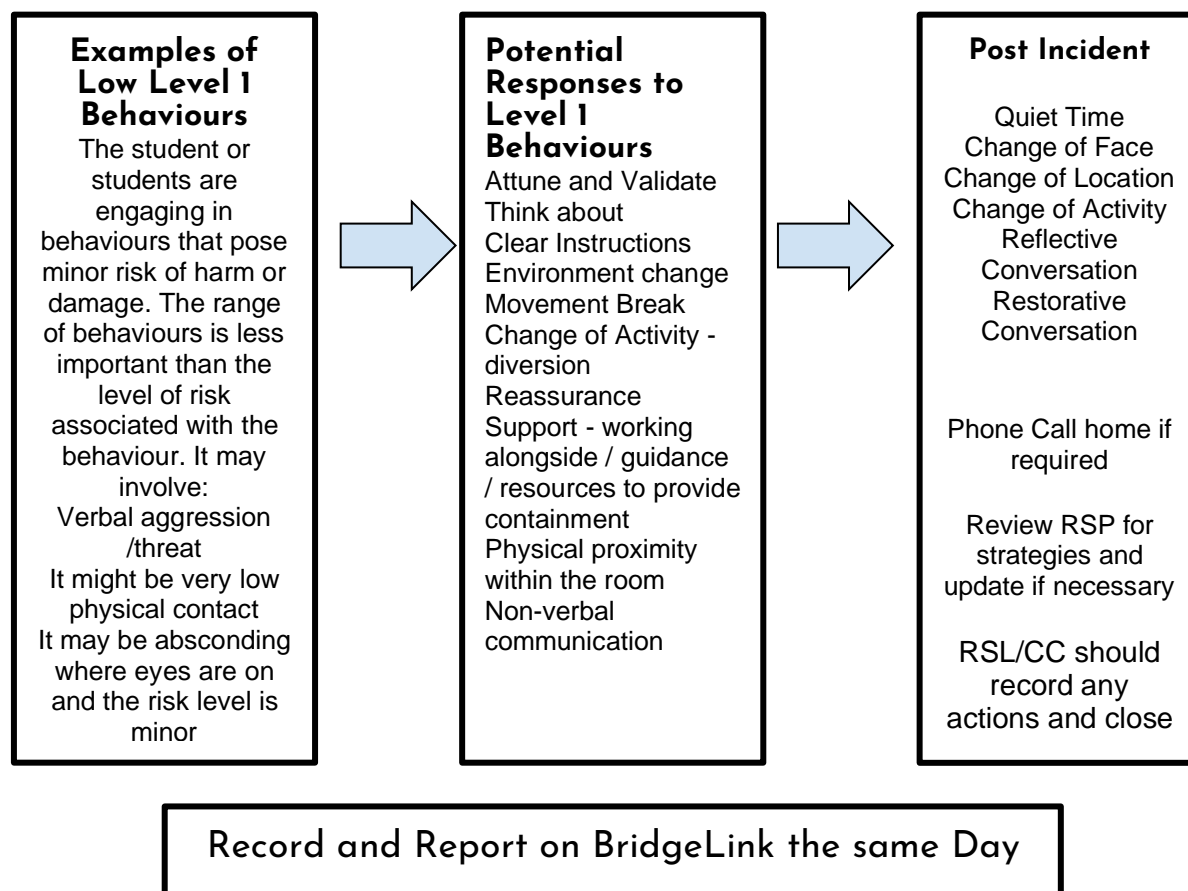 Examples of
Low Level 1
Behaviours
The student or
students are
engaging in
behaviours that pose
minor risk of harm or
damage. The range
of behaviours is less
important than the
level of risk
associated with the
behaviour. It may
involve:
Verbal aggression
/threat
It might be very low
physical contact
It may be absconding
where eyes are on
and the risk level is
minor
Potential
Responses to
Level 1
Behaviours
Attune and Validate
Think about
Clear Instructions
Environment change
Movement Break
Change of Activity -
diversion
Reassurance
Support - working
alongside / guidance
/ resources to provide
containment
Physical proximity
within the room
Non-verbal
communication
Post Incident
Quiet Time
Change of Face
Change of Location
Change of Activity
Reflective
Conversation
Restorative
Conversation
Phone Call home if
required
Review RSP for
strategies and
update if necessary
RSL/CC should
record any
actions and close
Record and Report on BridgeLink the same Day